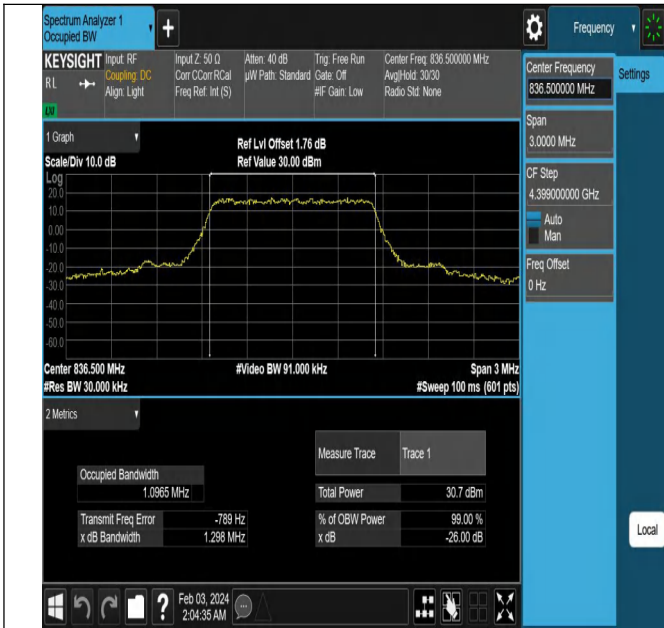 Spectrum Analyzer 1
Occupied BW
+
Frequency
KEYSIGHT
RL
LXI
Input: RF
Coupling: DC
Align: Light
Input Z: 50 Ω
Corr CCorr RCal
Freq Ref: Int (S)
Atten: 40 dB
µW Path: Standard
Trig: Free Run
Gate: Off
#IF Gain: Low
Center Freq: 836.500000 MHz
Avg|Hold: 30/30
Radio Std: None
Center Frequency
836.500000 MHz
Settings
Span
3.0000 MHz
CF Step
4.399000000 GHz
Auto
Man
Freq Offset
0 Hz
1 Graph
Scale/Div 10.0 dB
Ref Lvl Offset 1.76 dB
Ref Value 30.00 dBm
Log
20.0
10.0
0.00
-10.0
-20.0
-30.0
-40.0
-50.0
-60.0
Center 836.500 MHz
#Video BW 91.000 kHz
Span 3 MHz
#Res BW 30.000 kHz
#Sweep 100 ms (601 pts)
2 Metrics
Measure Trace
Trace 1
Occupied Bandwidth
1.0965 MHz
Total Power
30.7 dBm
Transmit Freq Error
-789 Hz
% of OBW Power
99.00 %
x dB Bandwidth
1.298 MHz
x dB
-26.00 dB
Local
?
Feb 03, 2024
2:04:35 AM